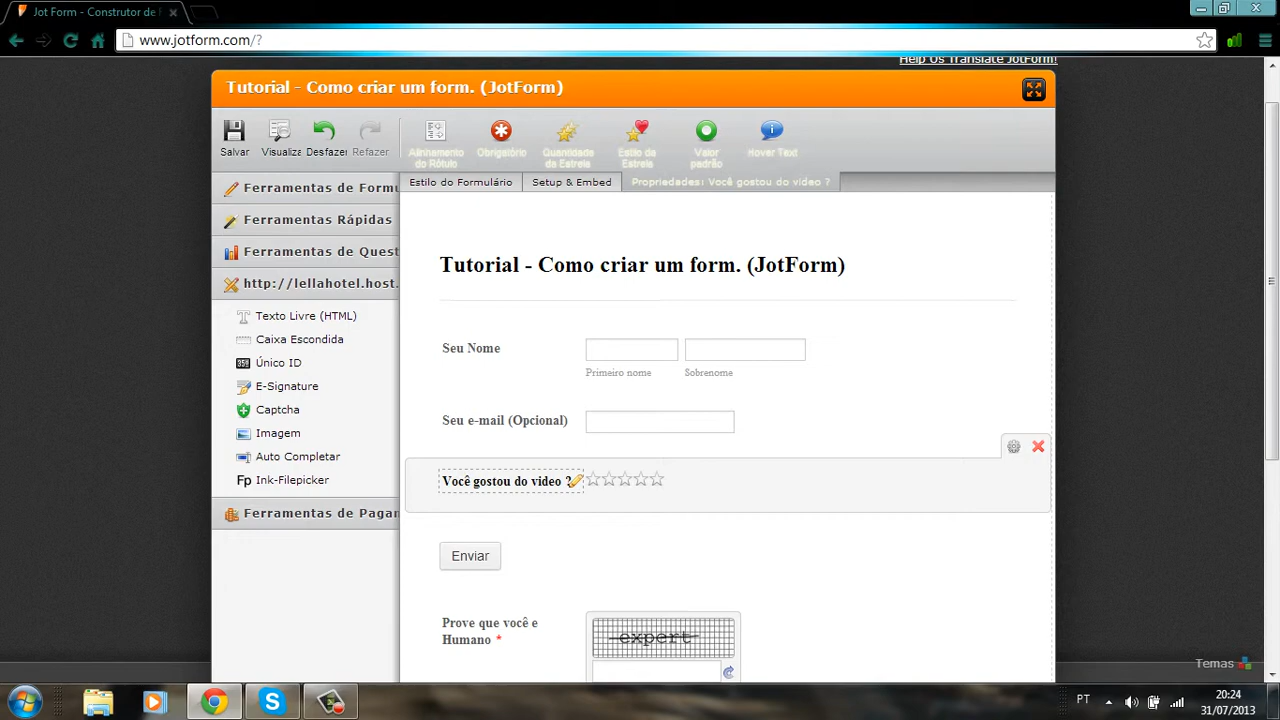 Jot Form - Construtor de F
www.jotform.com/?
Help Us Translate JotForm!
Tutorial - Como criar um form. (JotForm)
Salvar
Visualiza
Desfazer
Refazer
Alinhamento do Rótulo
Obrigatório
Quantidade da Estrela
Estilo da Estrela
Valor padrão
Hover Text
Estilo do Formulário
Setup & Embed
Propriedades: Você gostou do video ?
Ferramentas de Formu
Ferramentas Rápidas
Ferramentas de Quest
http://lellahotel.host.
Texto Livre (HTML)
Caixa Escondida
Único ID
E-Signature
Captcha
Imagem
Auto Completar
Fp Ink-Filepicker
Ferramentas de Pagan
Tutorial - Como criar um form. (JotForm)
Seu Nome
Primeiro nome
Sobrenome
Seu e-mail (Opcional)
Você gostou do video ?
Enviar
Prove que você e
Humano *
expert
Temas
PT
20:24
31/07/2013